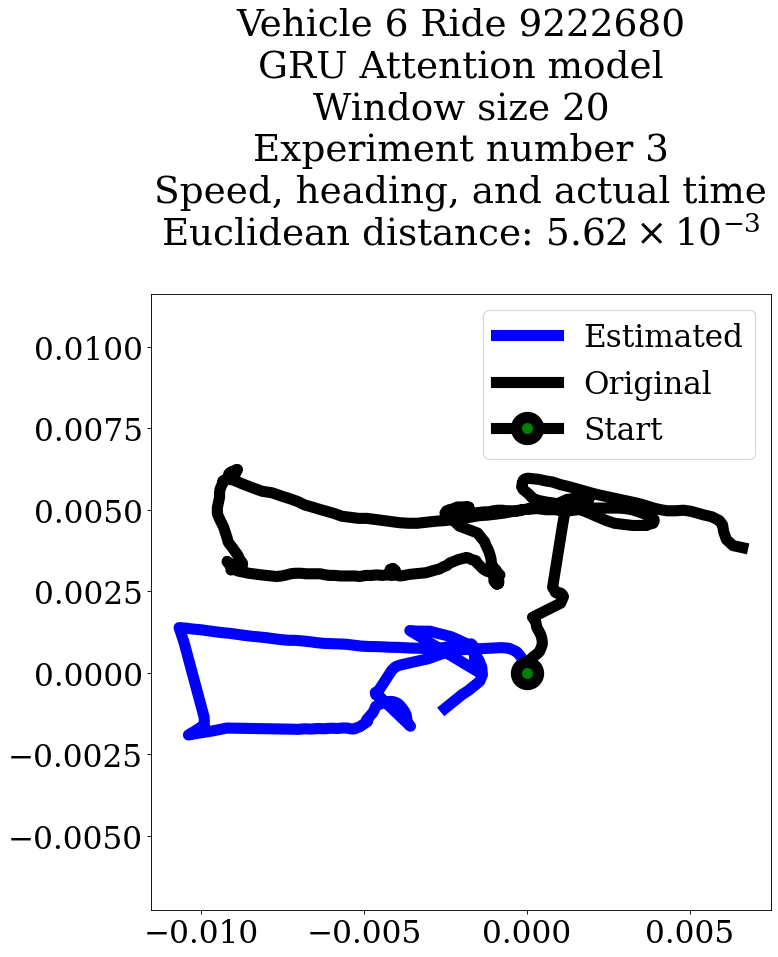 Vehicle 6 Ride 9222680
GRU Attention model
Window size 20
Experiment number 3
Speed, heading, and actual time
Euclidean distance: $5.62 \times 10^{-3}$
Estimated
Original
Start
0.0100
0.0075
0.0050
0.0025
0.0000
−0.0025
−0.0050
−0.010 −0.005 0.000 0.005